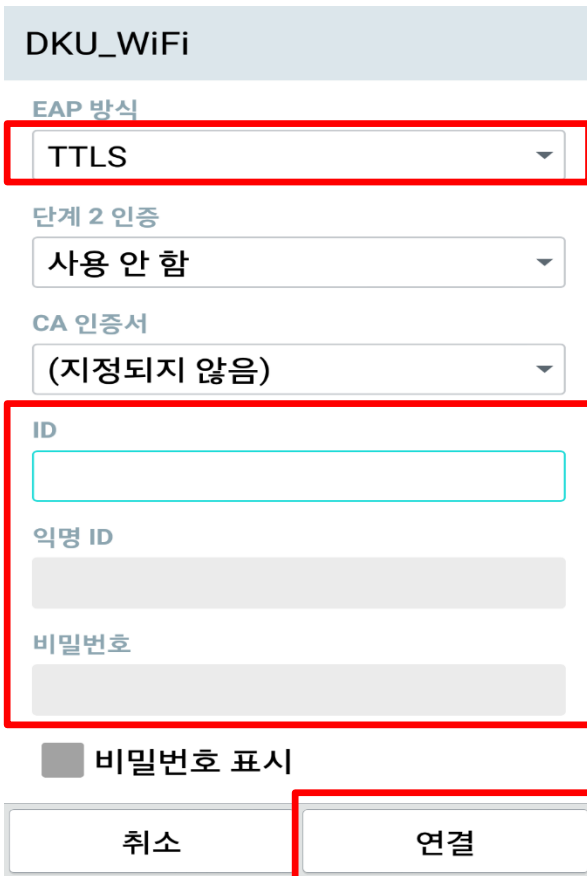 DKU_WiFi
EAP 방식
TTLS
단계 2 인증
사용 안 함
CA 인증서
(지정되지 않음)
ID
익명 ID
비밀번호
비밀번호 표시
취소 연결